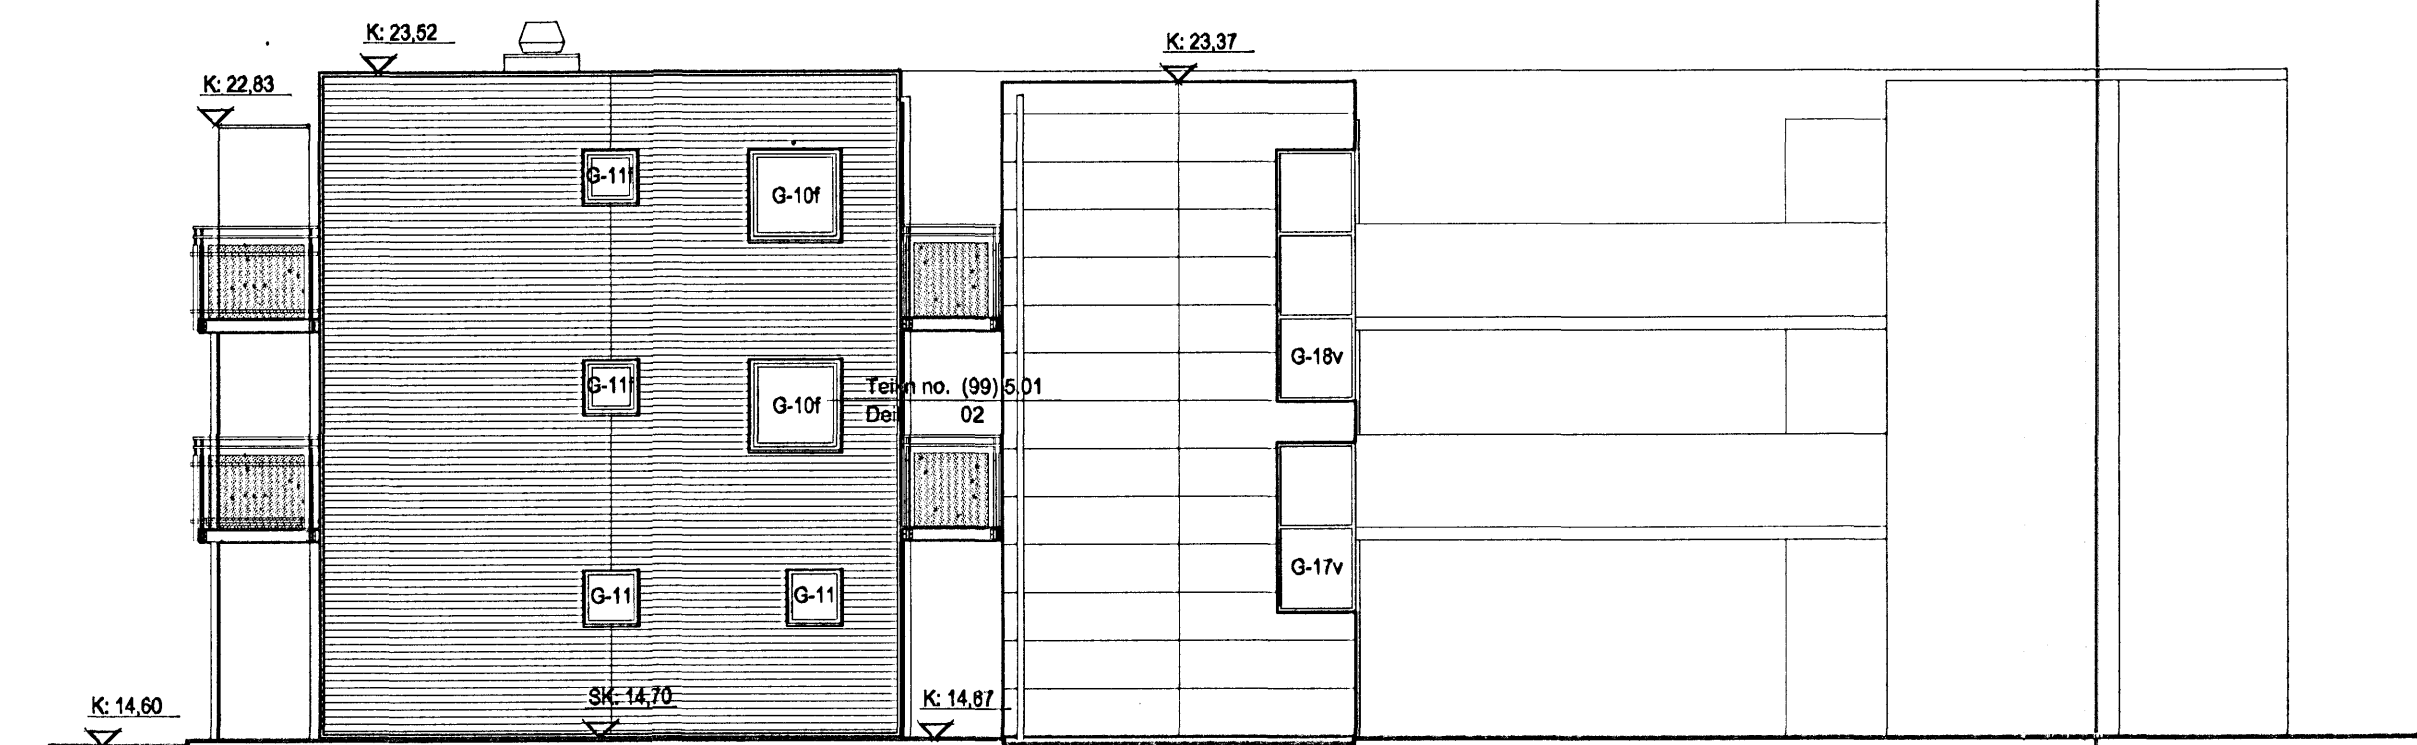 K: 23,52
K: 23,37
K: 22,83
G-11f
G-10f
G-18v
G-11f
G-10f
Teikn no. (99) 5.01
Deili 02
G-17v
G-11
G-11
SK: 14,70
K: 14,67
K: 14,60